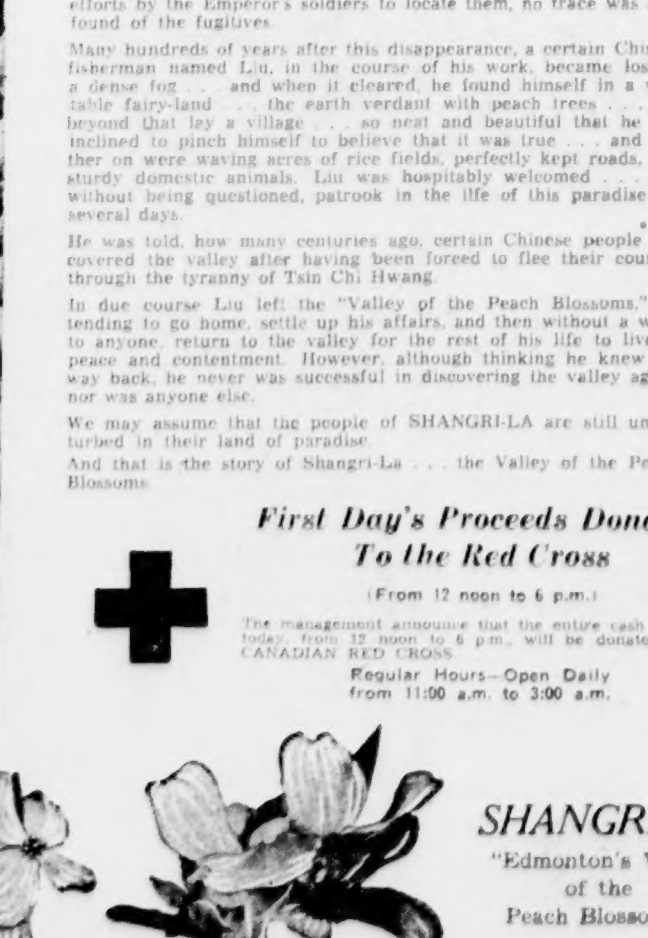 efforts by the Emperor's soldiers to locate them, no trace was
found of the fugitives.
Many hundreds of years after this disappearance, a certain Chin
fisherman named Liu, in the course of his work, became los
a dense fog . . . and when it cleared, he found himself in a v
table fairy-land . . . the earth verdant with peach trees . . .
beyond that lay a village . . . so neat and beautiful that he
inclined to pinch himself to believe that it was true . . . and
ther on were waving acres of rice fields, perfectly kept roads,
sturdy domestic animals. Liu was hospitably welcomed . . .
without being questioned, patrook in the ilfe of this paradise
several days.
He was told, how many centuries ago, certain Chinese people
covered the valley after having been forced to flee their cou
through the tyranny of Tsin Chi Hwang.
In due course Liu left the "Valley of the Peach Blossoms,"
tending to go home, settle up his affairs, and then without a w
to anyone, return to the valley for the rest of his life to live
peace and contentment. However, although thinking he knew
way back, he never was successful in discovering the valley ag
nor was anyone else.
We may assume that the people of SHANGRI-LA are still un
turbed in their land of paradise.
And that is the story of Shangri-La . . . the Valley of the Pe
Blossoms.
First Day's Proceeds Dona
To the Red Cross
(From 12 noon to 6 p.m.)
The management announce that the entire cash
today, from 12 noon to 6 p.m., will be donate
CANADIAN RED CROSS.
Regular Hours—Open Daily
from 11:00 a.m. to 3:00 a.m.
SHANGR
"Edmonton's V
of the
Peach Blosso